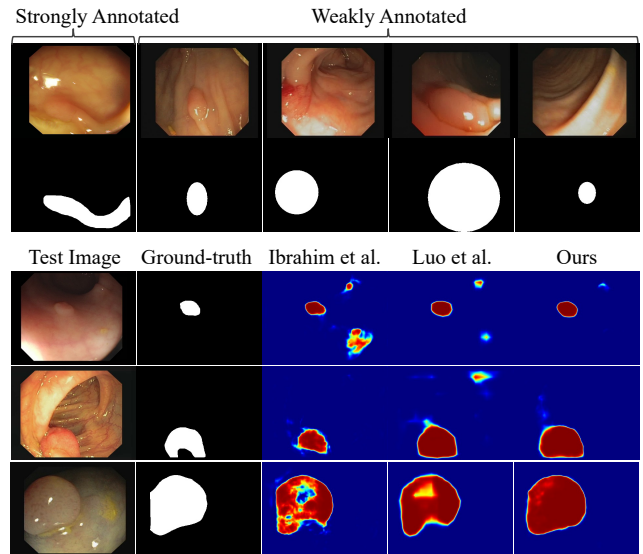 Strongly Annotated Weakly Annotated
Test Image Ground-truth Ibrahim et al. Luo et al. Ours